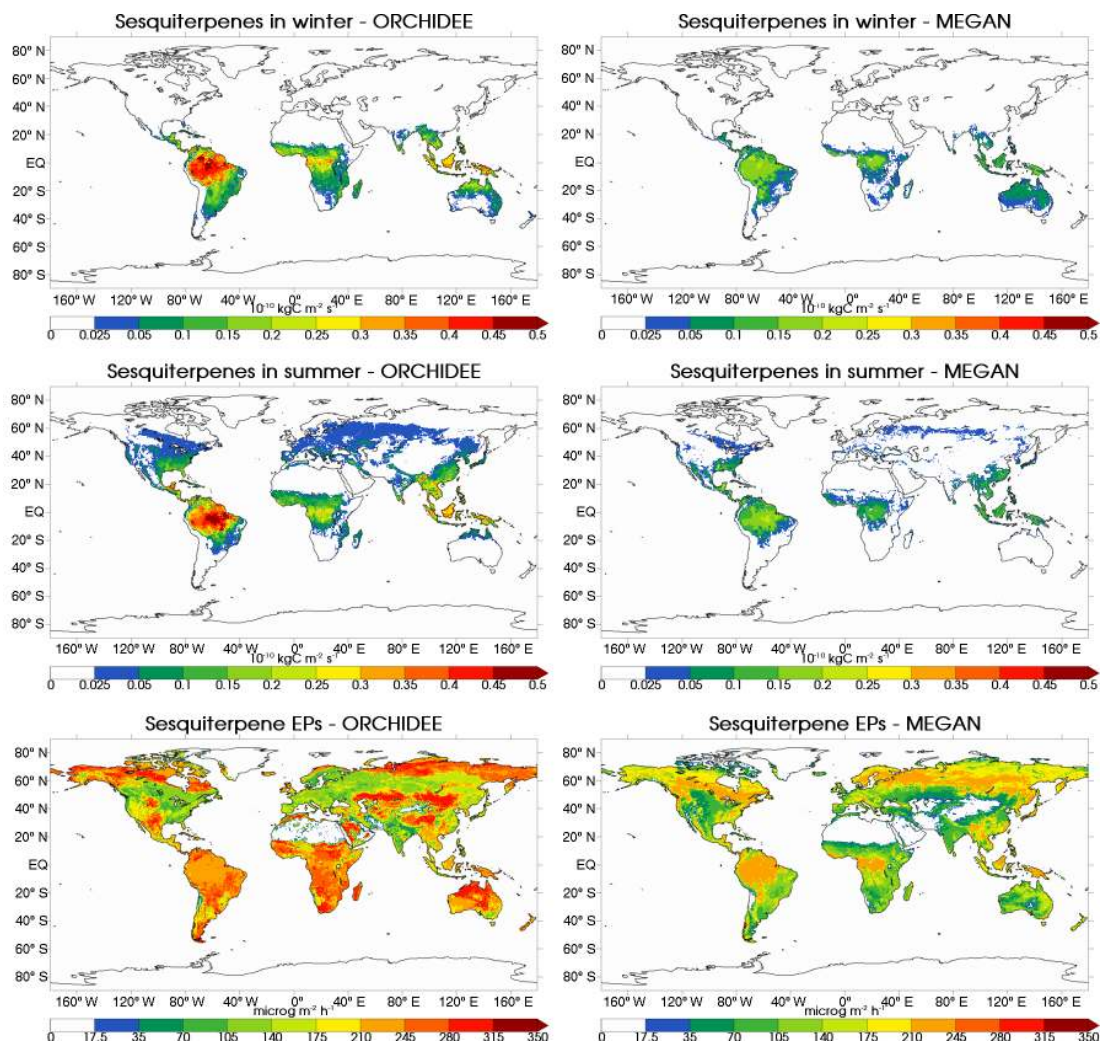 Sesquiterpenes in winter - ORCHIDEE Sesquiterpenes in winter - MEGAN
80° N 80° N
60° N 60° N
40° N 40° N
20° N 20° N
EQ EQ
20° S 20° S
40° S 40° S
60° S 60° S
80° S 80° S
160° W 120° W 80° W 40° W 0° 40° E 80° E 120° E 160° E 160° W 120° W 80° W 40° W 0° 40° E 80° E 120° E 160° E
10⁻¹⁰ kgC m⁻² s⁻¹ 10⁻¹⁰ kgC m⁻² s⁻¹
0 0.025 0.05 0.1 0.15 0.2 0.25 0.3 0.35 0.4 0.45 0.5 0 0.025 0.05 0.1 0.15 0.2 0.25 0.3 0.35 0.4 0.45 0.5
Sesquiterpenes in summer - ORCHIDEE Sesquiterpenes in summer - MEGAN
80° N 80° N
60° N 60° N
40° N 40° N
20° N 20° N
EQ EQ
20° S 20° S
40° S 40° S
60° S 60° S
80° S 80° S
160° W 120° W 80° W 40° W 0° 40° E 80° E 120° E 160° E 160° W 120° W 80° W 40° W 0° 40° E 80° E 120° E 160° E
10⁻¹⁰ kgC m⁻² s⁻¹ 10⁻¹⁰ kgC m⁻² s⁻¹
0 0.025 0.05 0.1 0.15 0.2 0.25 0.3 0.35 0.4 0.45 0.5 0 0.025 0.05 0.1 0.15 0.2 0.25 0.3 0.35 0.4 0.45 0.5
Sesquiterpene EPs - ORCHIDEE Sesquiterpene EPs - MEGAN
80° N 80° N
60° N 60° N
40° N 40° N
20° N 20° N
EQ EQ
20° S 20° S
40° S 40° S
60° S 60° S
80° S 80° S
160° W 120° W 80° W 40° W 0° 40° E 80° E 120° E 160° E 160° W 120° W 80° W 40° W 0° 40° E 80° E 120° E 160° E
microg m⁻² h⁻¹ microg m⁻² h⁻¹
0 17.5 35 70 105 140 175 210 245 280 315 350 0 17.5 35 70 105 140 175 210 245 280 315 350